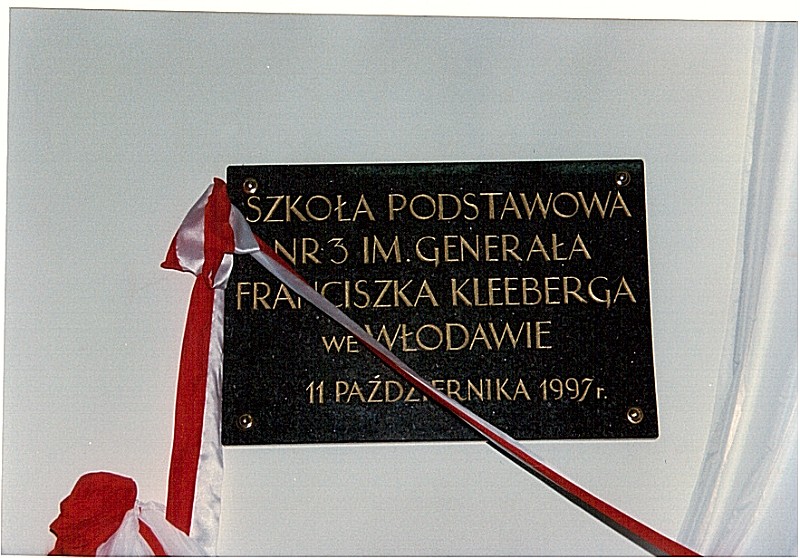 SZKOŁA PODSTAWOWA
NR 3 IM. GENERAŁA
FRANCISZKA KLEEBERGA
WE WŁODAWIE
11 PAŹDZIERNIKA 1997 r.